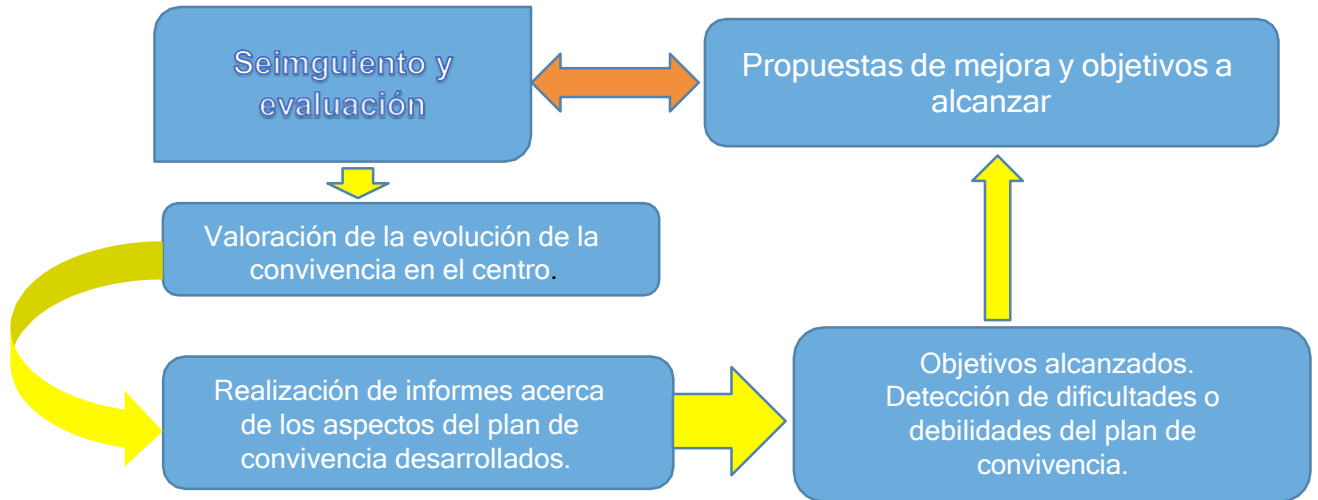 Seimguiento y
evaluación
Propuestas de mejora y objetivos a
alcanzar
Valoración de la evolución de la
convivencia en el centro.
Realización de informes acerca
de los aspectos del plan de
convivencia desarrollados.
Objetivos alcanzados.
Detección de dificultades o
debilidades del plan de
convivencia.